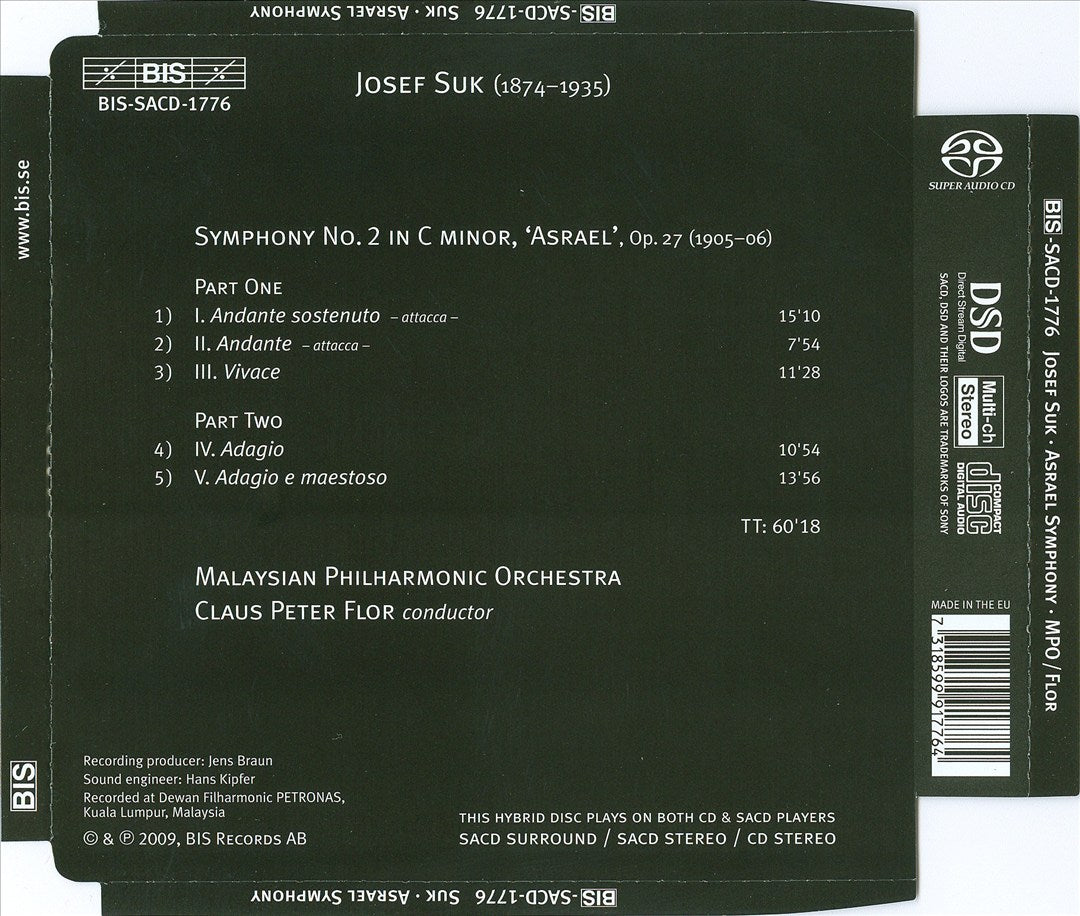 BIS-SACD-1776 Suk · Asrael Symphony
BIS
BIS-SACD-1776
Josef Suk (1874–1935)
Symphony No. 2 in C minor, ‘Asrael’, Op. 27 (1905–06)
Part One
1) I. Andante sostenuto – attacca – 15'10
2) II. Andante – attacca – 7'54
3) III. Vivace 11'28
Part Two
4) IV. Adagio 10'54
5) V. Adagio e maestoso 13'56
TT: 60'18
Malaysian Philharmonic Orchestra
Claus Peter Flor conductor
Recording producer: Jens Braun
Sound engineer: Hans Kipfer
Recorded at Dewan Filharmonic PETRONAS,
Kuala Lumpur, Malaysia
© & ℗ 2009, BIS Records AB
THIS HYBRID DISC PLAYS ON BOTH CD & SACD PLAYERS
SACD SURROUND / SACD STEREO / CD STEREO
BIS-SACD-1776 Suk · Asrael Symphony
www.bis.se
BIS
SUPER AUDIO CD
DSD
Direct Stream Digital
SACD, DSD AND THEIR LOGOS ARE TRADEMARKS OF SONY
Multi-ch
Stereo
COMPACT
disc
DIGITAL AUDIO
MADE IN THE EU
7 318599 917764
BIS-SACD-1776 Josef Suk · Asrael Symphony · MPO / Flor